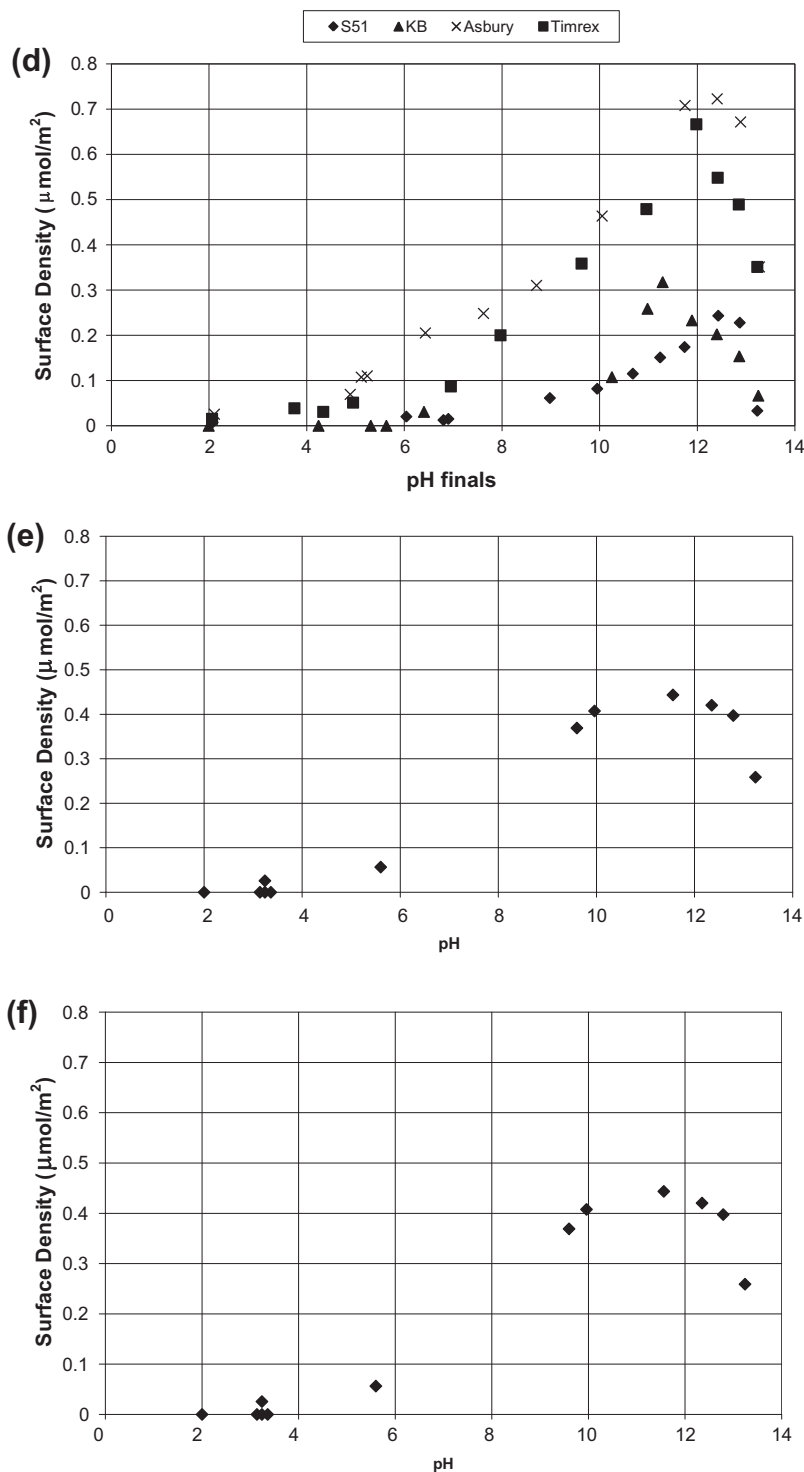 S51 KB Asbury Timrex
(d)
Surface Density (μmol/m²)
0.8
0.7
0.6
0.5
0.4
0.3
0.2
0.1
0
0 2 4 6 8 10 12 14
pH finals
(e)
Surface Density (μ mol/m²)
0.8
0.7
0.6
0.5
0.4
0.3
0.2
0.1
0
0 2 4 6 8 10 12 14
pH
(f)
Surface Density (μmol/m²)
0.8
0.7
0.6
0.5
0.4
0.3
0.2
0.1
0
0 2 4 6 8 10 12 14
pH